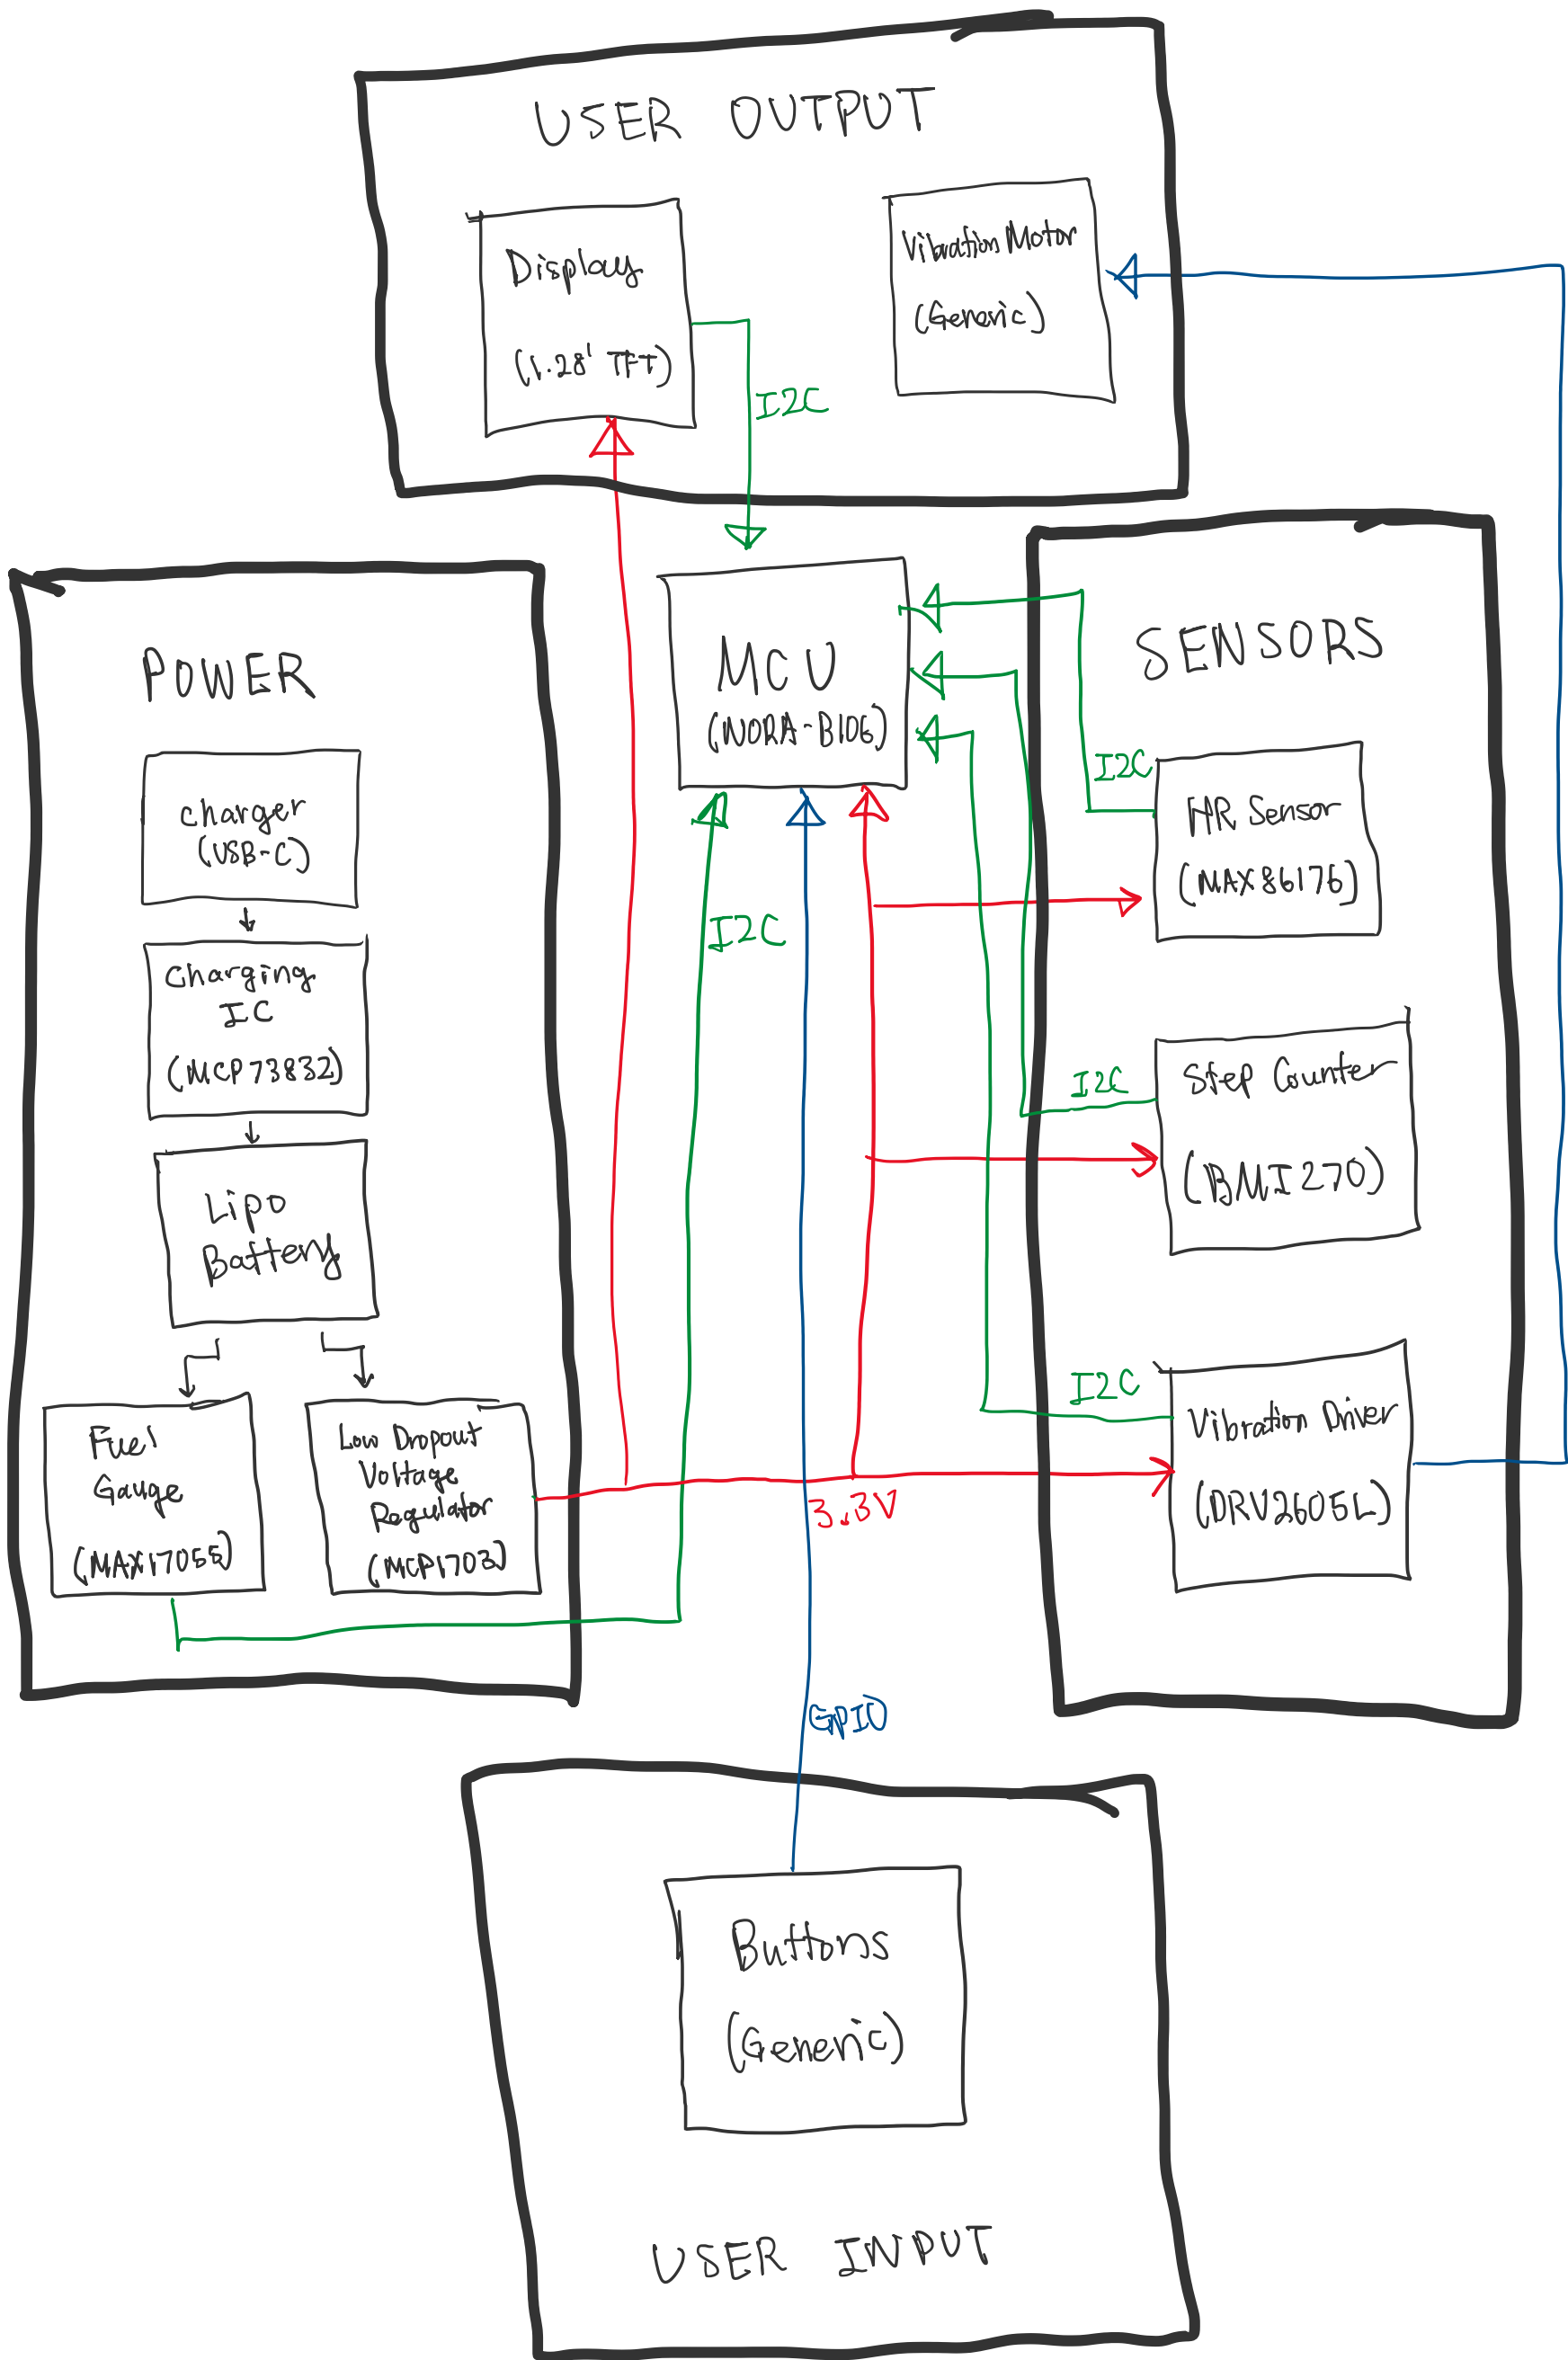 USER OUTPUT
Display
(1.28" TFT)
Vibration Motor
(Generic)
I2C
POWER
Charger
(USB-C)
Charging
IC
(MCP73832)
Lipo
Battery
Fuel
Gauge
(MAX17055)
Low Dropout
Voltage
Regulator
(MCP1703)
MCU
(NORA-B106)
I2C
3.3V
GPIO
SENSORS
I2C
HR Sensor
(MAX86176)
I2C
Step Counter
(BMI270)
I2C
Vibration Driver
(DRV2605L)
Buttons
(Generic)
USER INPUT